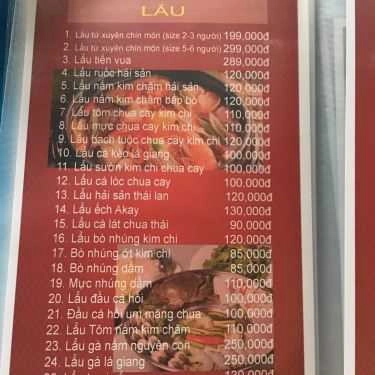 LẨU
1. Lẩu tứ xuyên chín món (size 2-3 người) 199,000đ
2. Lẩu tứ xuyên chín món (size 5-6 người) 299,000đ
3. Lẩu tiến vua 289,000đ
4. Lẩu ruốc hải sản 120,000đ
5. Lẩu nấm kim châm hải sản 120,000đ
6. Lẩu nấm kim châm bắp bò 120,000đ
7. Lẩu tôm chua cay kim chi 110,000đ
8. Lẩu mực chua cay kim chi 110,000đ
9. Lẩu bạch tuộc chua cay kim chi 120,000đ
10. Lẩu cá kèo lá giang 100,000đ
11. Lẩu sườn kim chi chua cay 100,000đ
12. Lẩu cá lóc chua cay 100,000đ
13. Lẩu hải sản thái lan 120,000đ
14. Lẩu ếch Akay 130,000đ
15. Lẩu cá lát chua thái 90,000đ
16. Lẩu bò nhúng kim chi 120,000đ
17. Bò nhúng ớt kim chi 85,000đ
18. Bò nhúng dấm 85,000đ
19. Mực nhúng dấm 110,000đ
20. Lẩu đầu cá hồi 100,000đ
21. Đầu cá hồi um măng chua 100,000đ
22. Lẩu Tôm nấm kim châm 110,000đ
23. Lẩu gà nấm nguyên con 250,000đ
24. Lẩu gà lá giang 250,000đ
120,000đ